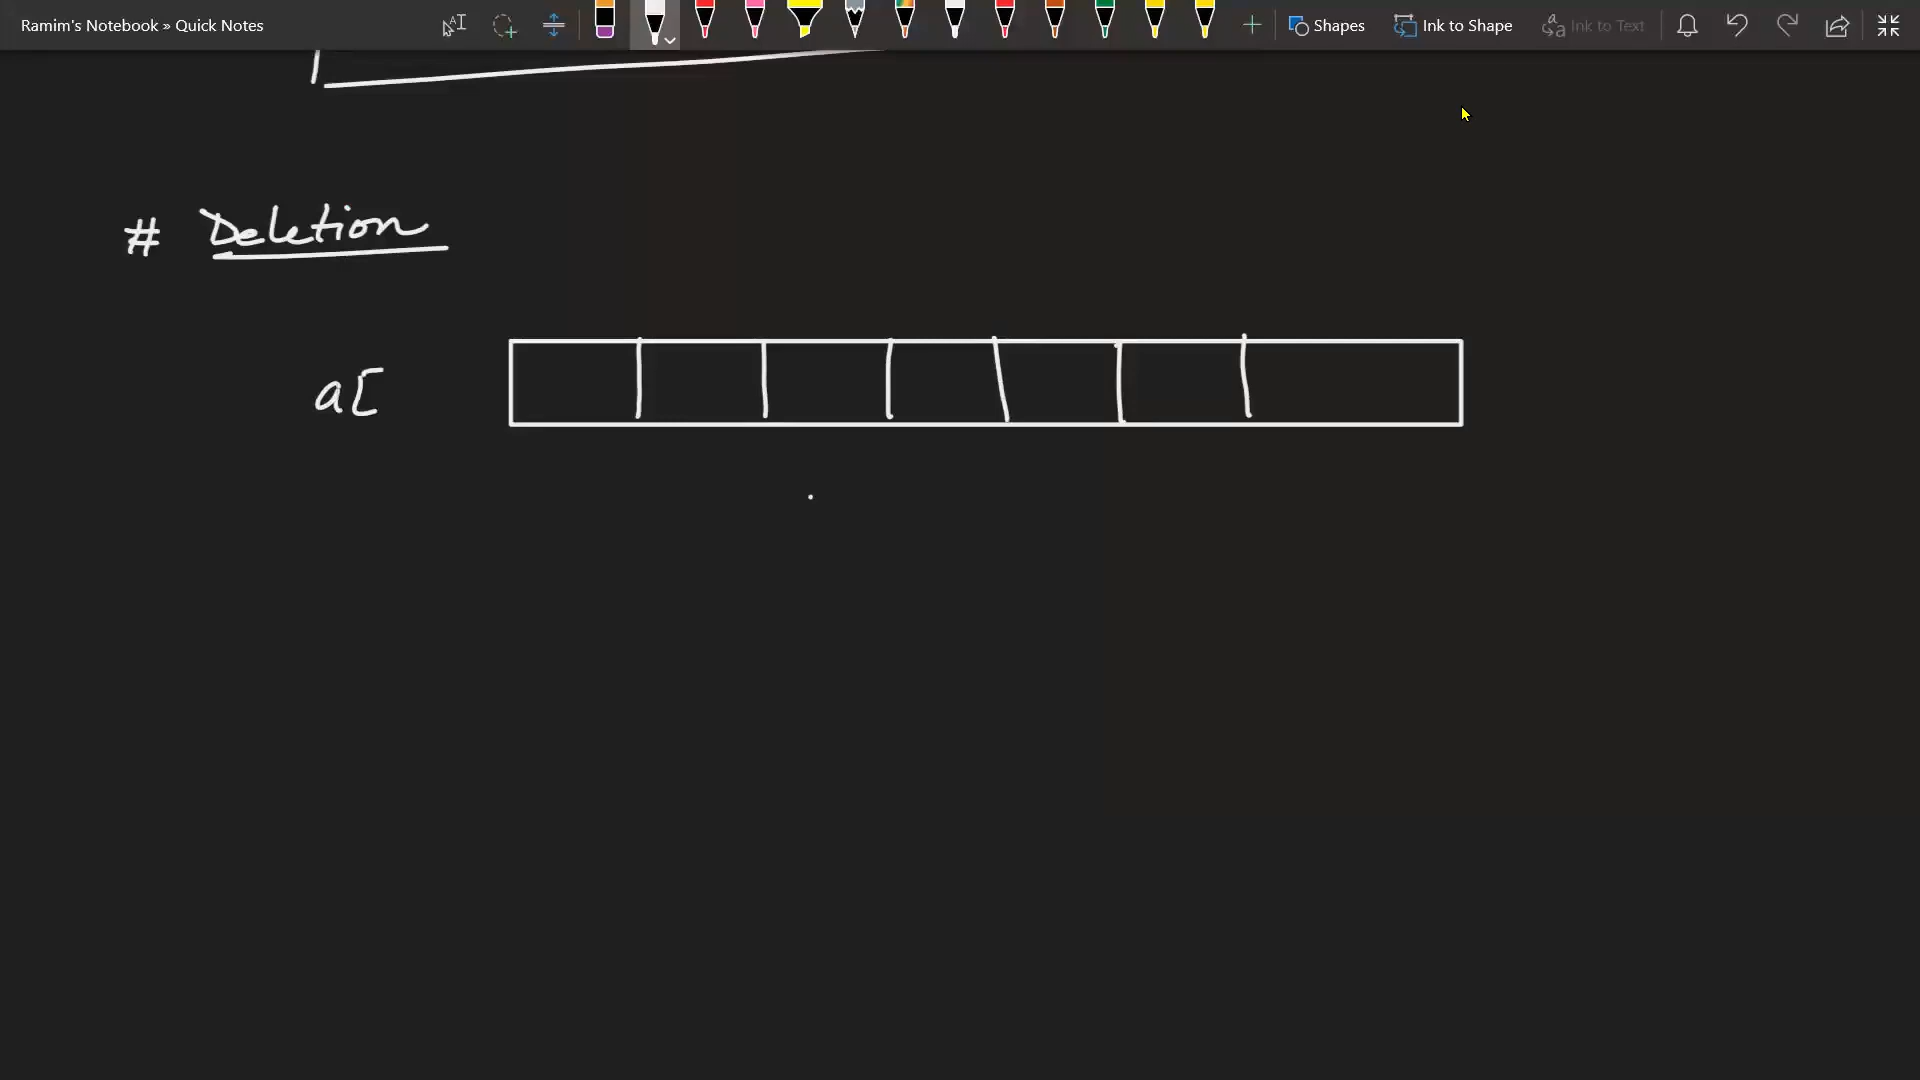 Ramim's Notebook » Quick Notes
Shapes
Ink to Shape
Ink to Text
# Deletion
a[